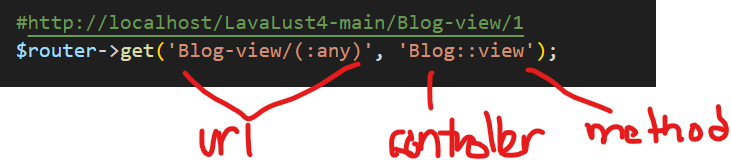 #http://localhost/LavaLust4-main/Blog-view/1
$router->get('Blog-view/(:any)', 'Blog::view');
url controller method